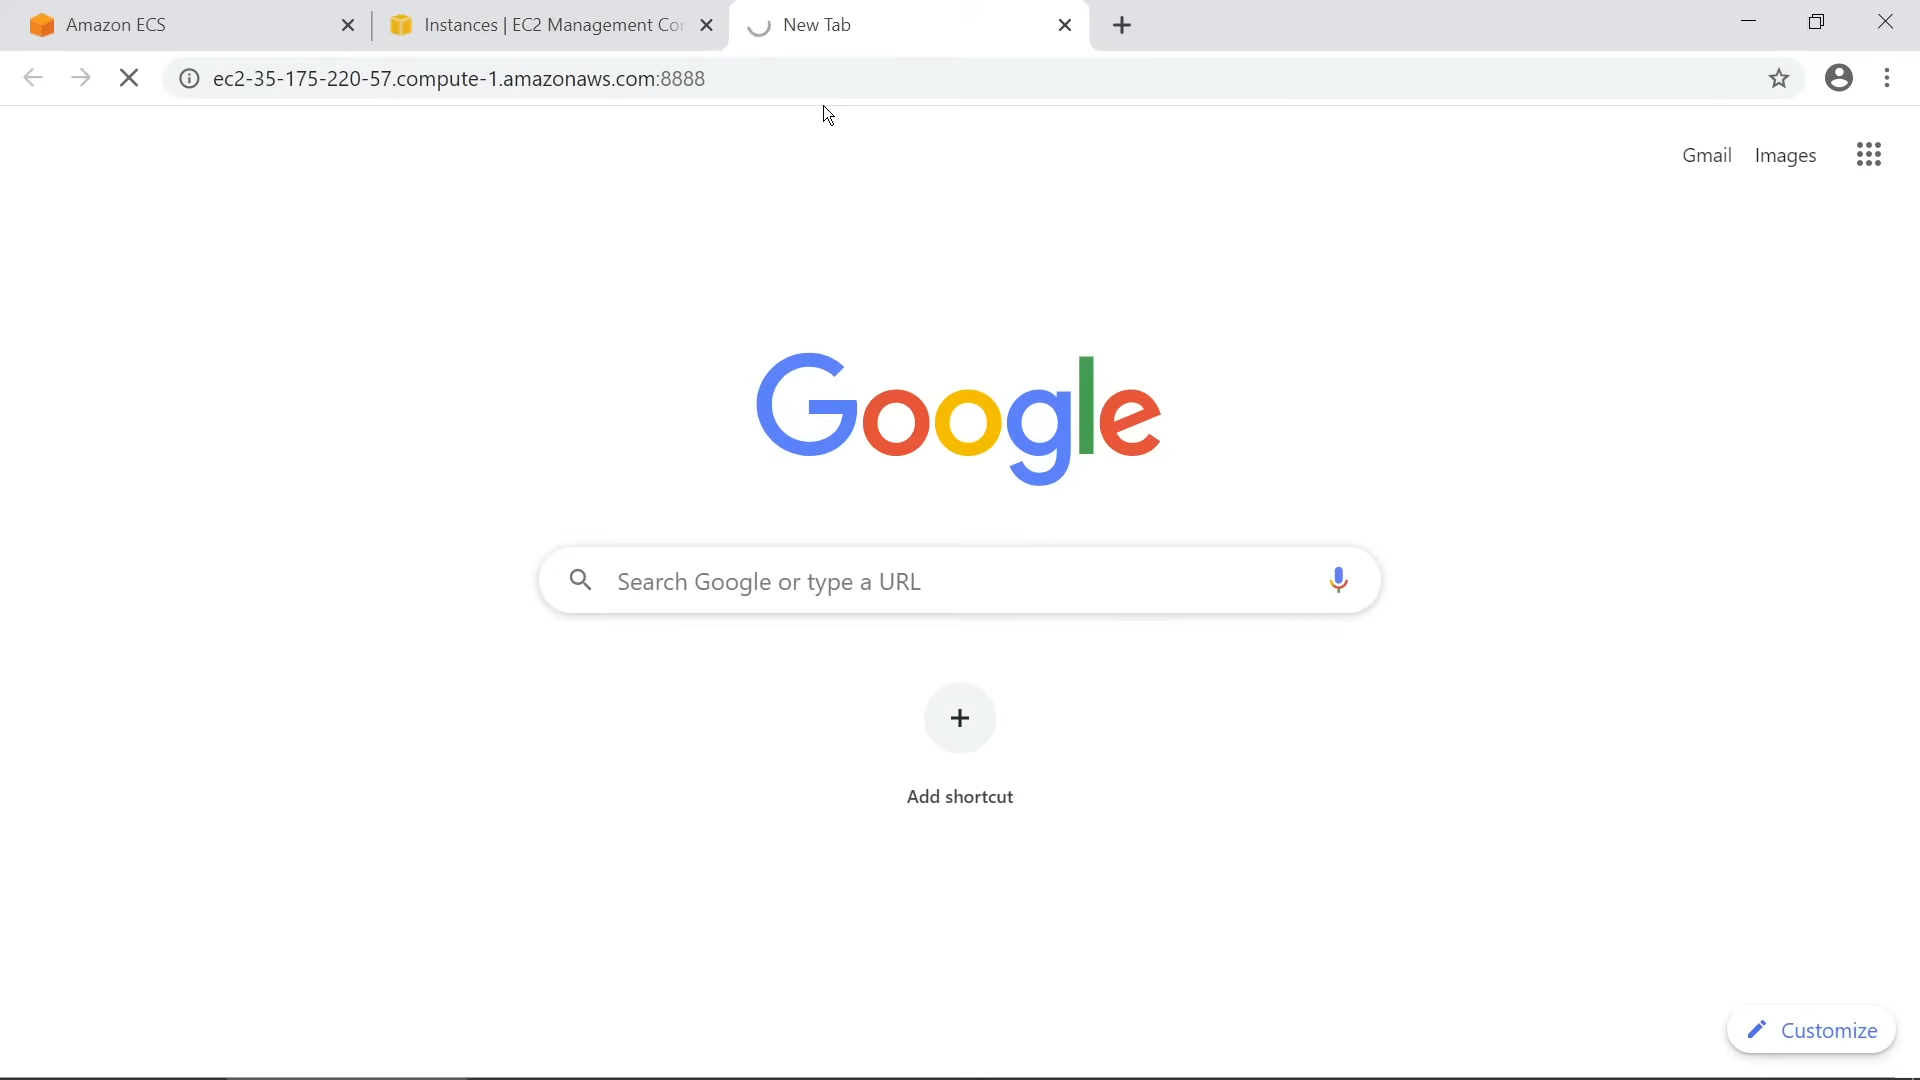 Amazon ECS
Instances | EC2 Management Co
New Tab
ec2-35-175-220-57.compute-1.amazonaws.com:8888
Gmail Images
Google
Search Google or type a URL
Add shortcut
Customize